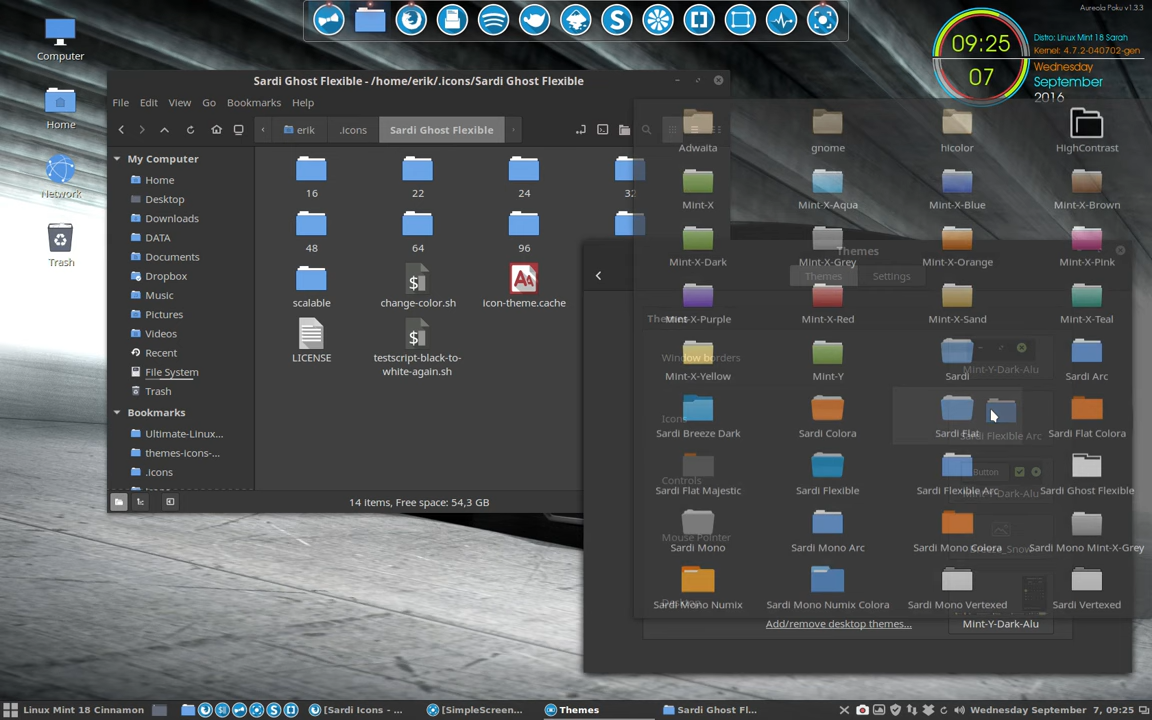 Aureola Poku v1.3.3
Computer
Home
Network
Trash
09:25
07
Distro: Linux Mint 18 Sarah
Kernel: 4.7.2-040702-gen
Wednesday
September
2016
Sardi Ghost Flexible - /home/erik/.icons/Sardi Ghost Flexible
File Edit View Go Bookmarks Help
erik .icons Sardi Ghost Flexible
My Computer
Home
Desktop
Downloads
DATA
Documents
Dropbox
Music
Pictures
Videos
Recent
File System
Trash
Bookmarks
Ultimate-Linux...
themes-icons-...
.icons
16 22 24 32
48 64 96
scalable change-color.sh icon-theme.cache
LICENSE testscript-black-to-
white-again.sh
14 items, Free space: 54,3 GB
Themes
Themes Settings
Themes
Window borders
Icons
Controls
Mouse Pointer
Mint-Y-Dark-Alu
Sardi Flexible Arc
Button
Mint-Y-Dark-Alu
Adwaita gnome hicolor HighContrast
Mint-X Mint-X-Aqua Mint-X-Blue Mint-X-Brown
Mint-X-Dark Mint-X-Grey Mint-X-Orange Mint-X-Pink
Mint-X-Purple Mint-X-Red Mint-X-Sand Mint-X-Teal
Mint-X-Yellow Mint-Y Sardi Sardi Arc
Sardi Breeze Dark Sardi Colora Sardi Flat Sardi Flat Colora
Sardi Flat Majestic Sardi Flexible Sardi Flexible Arc Sardi Ghost Flexible
Sardi Mono Sardi Mono Arc Sardi Mono Colora Sardi Mono Mint-X-Grey
Sardi Mono Numix Sardi Mono Numix Colora Sardi Mono Vertexed Sardi Vertexed
Add/remove desktop themes... Mint-Y-Dark-Alu
Linux Mint 18 Cinnamon [Sardi Icons - ... [SimpleScreen... Themes Sardi Ghost Fl... Wednesday September 7, 09:25